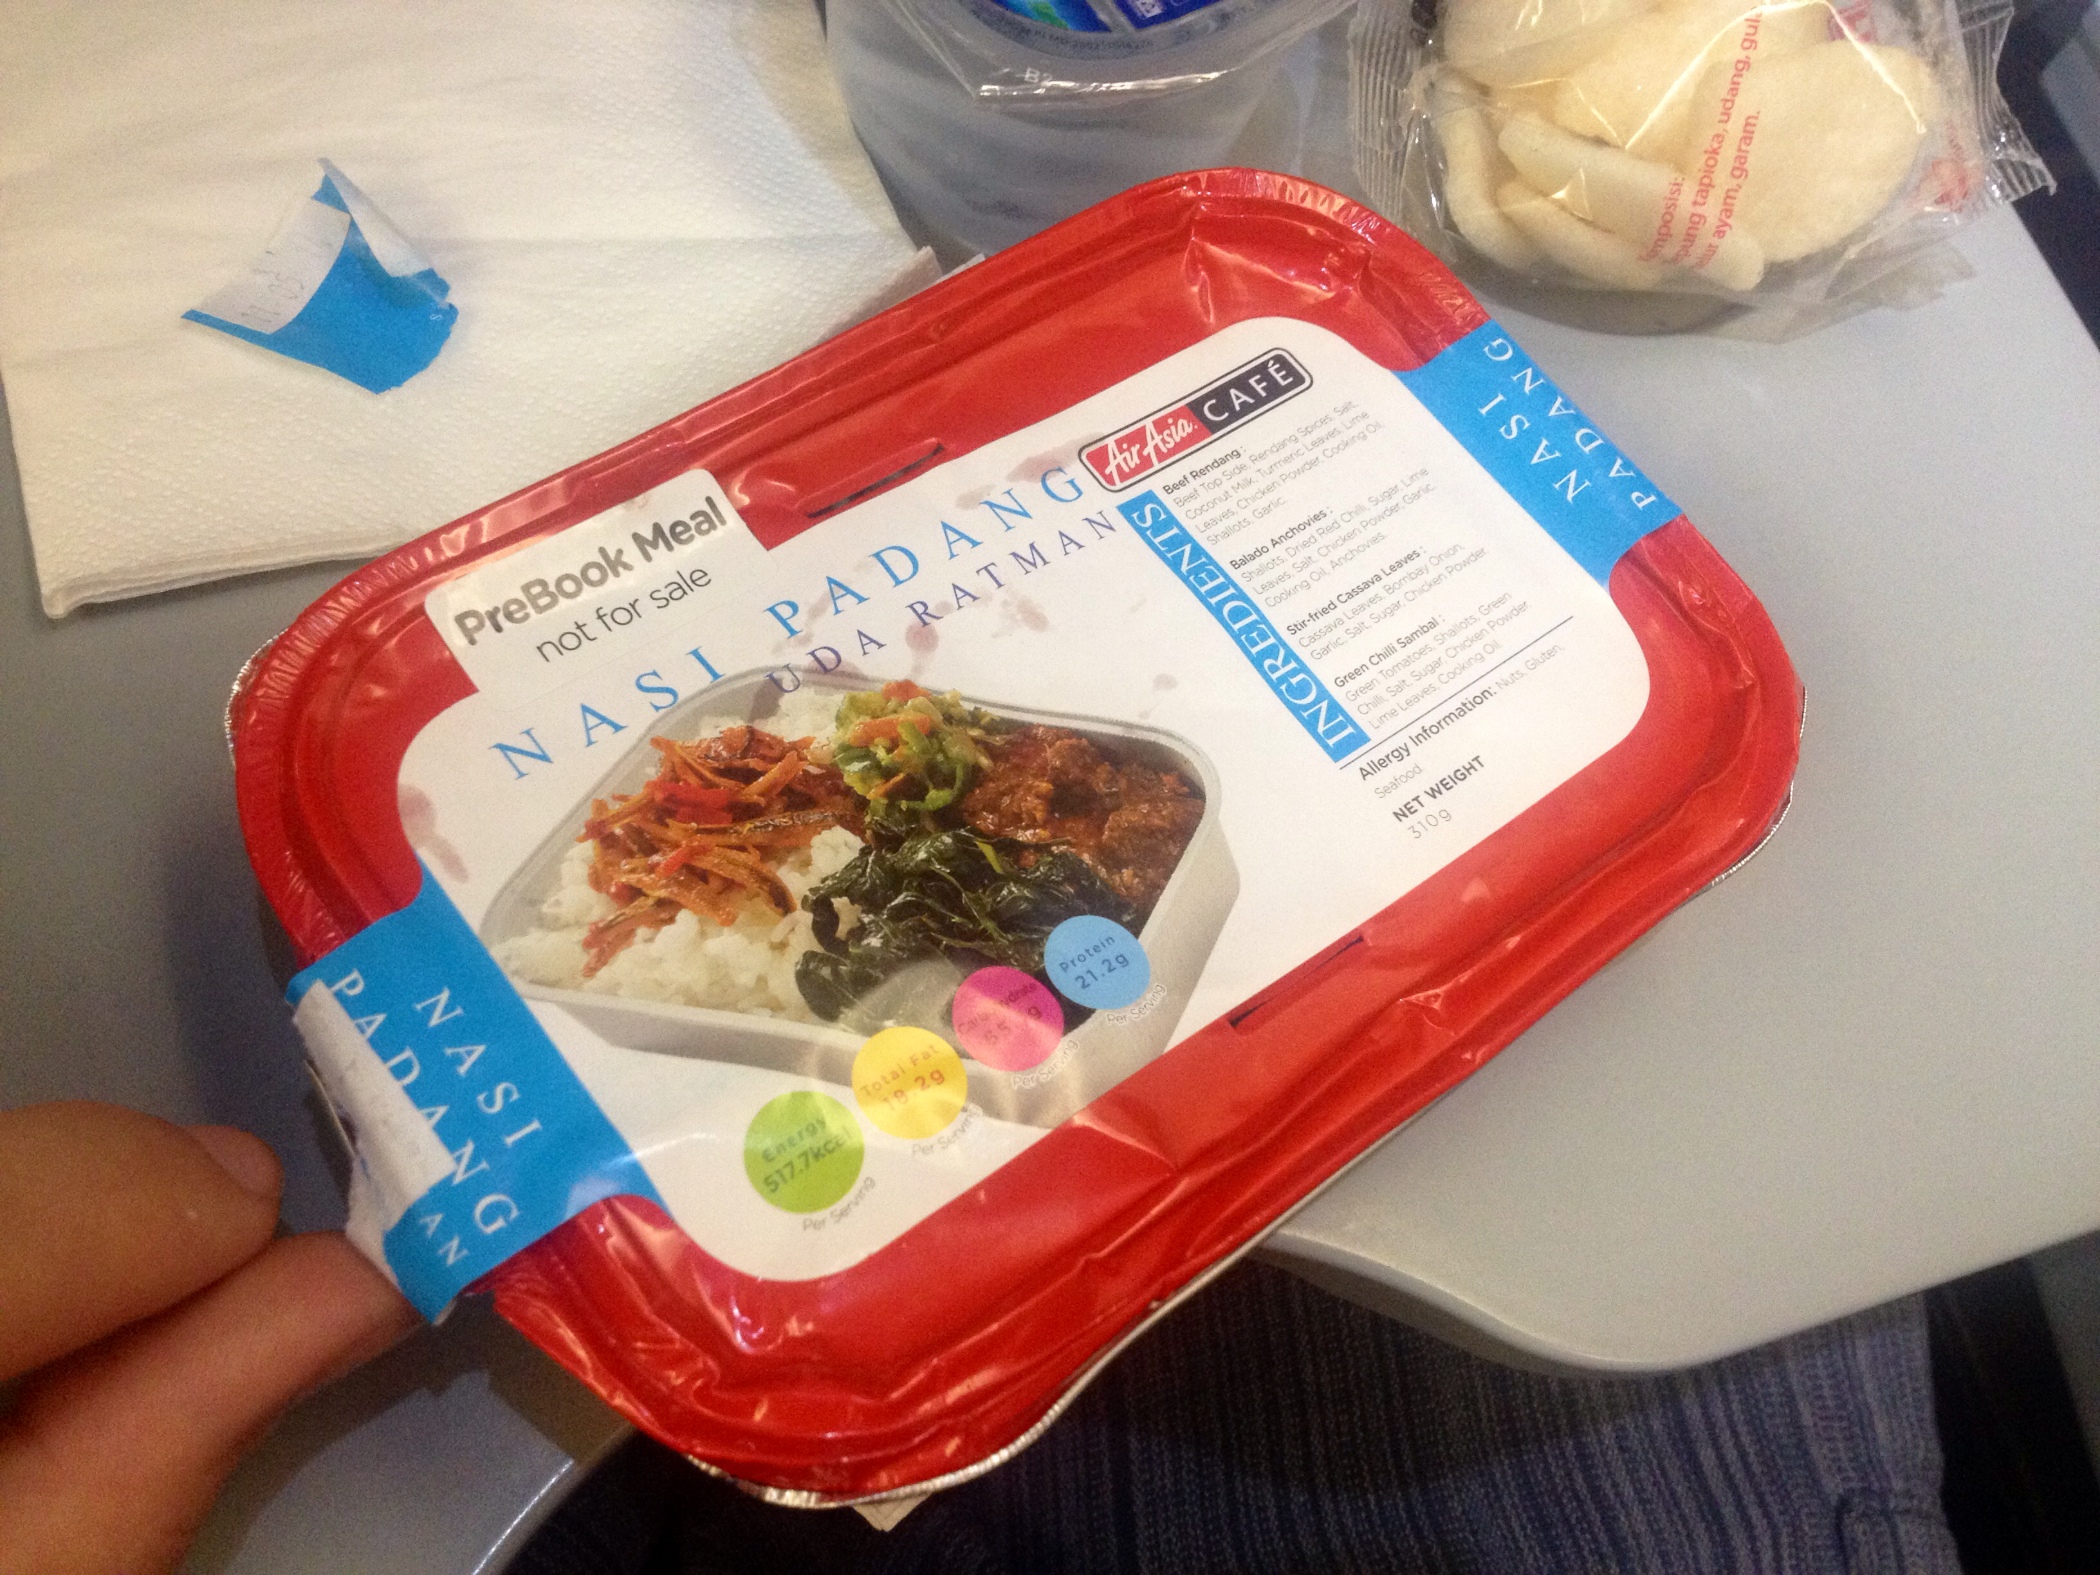 PreBook Meal
not for sale
NASI PADANG
UDA RATMAN
AirAsia CAFÉ
INGREDIENTS
Beef Rendang :
Beef Top Side, Rendang Spices, Salt,
Coconut Milk, Turmeric Leaves, Lime
Leaves, Chicken Powder, Cooking Oil,
Shallots, Garlic.
Balado Anchovies :
Shallots, Dried Red Chilli, Sugar, Lime
Leaves, Salt, Chicken Powder, Garlic,
Cooking Oil, Anchovies.
Stir-fried Cassava Leaves :
Cassava Leaves, Bombay Onion,
Garlic, Salt, Sugar, Chicken Powder.
Green Chilli Sambal :
Green Tomatoes, Shallots, Green
Chilli, Salt, Sugar, Chicken Powder,
Lime Leaves, Cooking Oil.
Allergy Information: Nuts, Gluten,
Seafood
NET WEIGHT
310g
Energy
517.7kcal
Per Serving
Total Fat
18.2g
Per Serving
Carbohydrate
Per Serving
Protein
21.2g
Per Serving
NASI
PADANG
NASI
PADANG
AN
tapioka, udang,
ayam, garam.